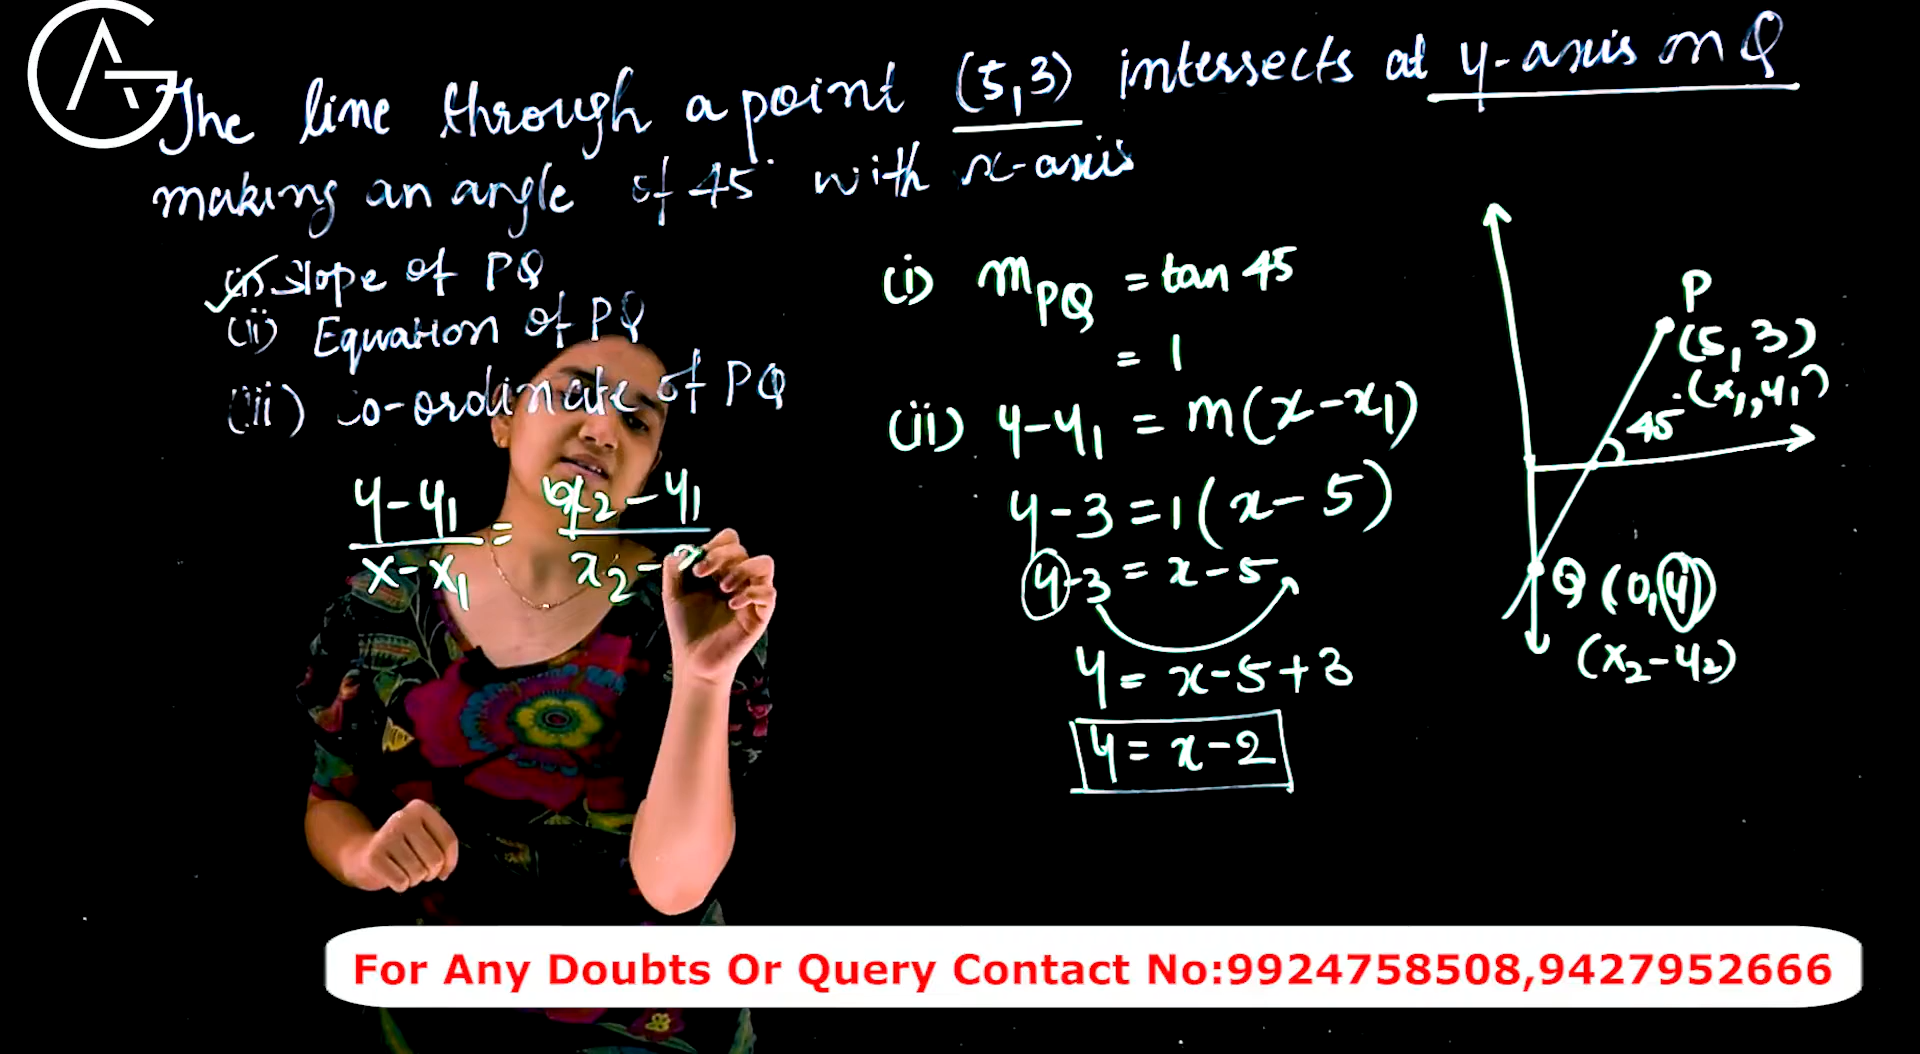 The line through a point (5,3) intersects at y-axis on Q
making an angle of 45° with x-axis
(i) Slope of PQ
(ii) Equation of PQ
(iii) Co-ordinate of PQ
y-y₁/x-x₁ = y₂-y₁/x₂-x
(i) mPQ = tan 45
= 1
(ii) y-y₁ = m(x-x₁)
y-3=1(x-5)
y-3 = x-5
y = x-5+3
y = x-2
P
(5,3)
(x₁,y₁)
45°
Q (0,y)
(x₂-y₂)
For Any Doubts Or Query Contact No:9924758508,9427952666